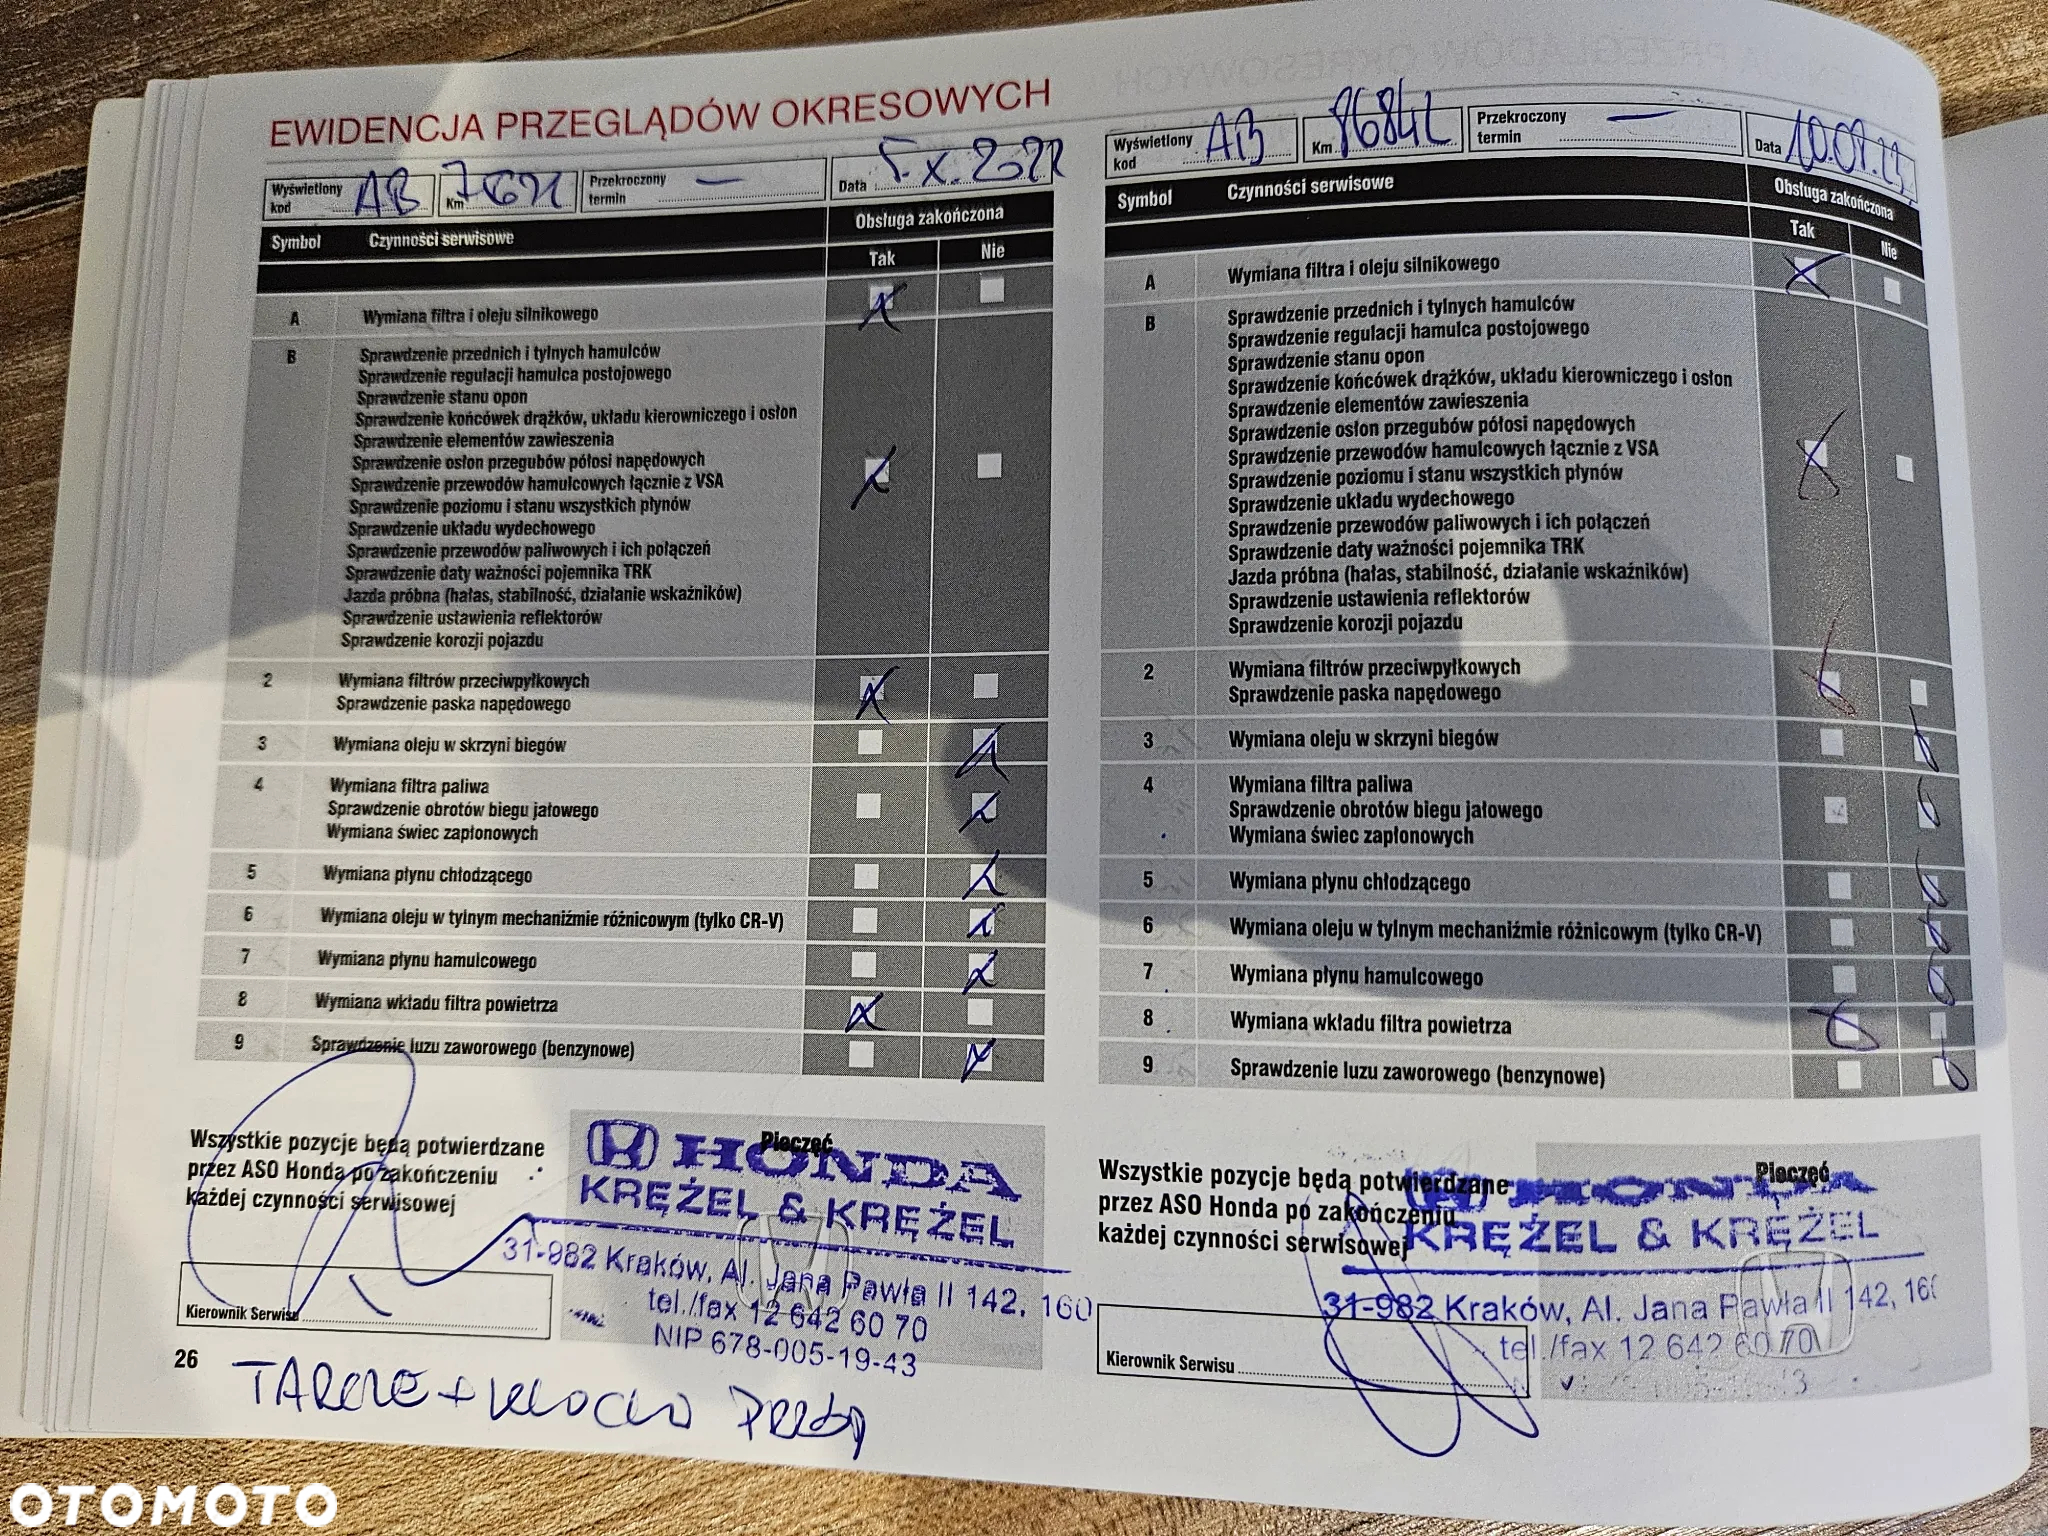 EWIDENCJA PRZEGLĄDÓW OKRESOWYCH
Wyświetlony kod AB
Km
Przekroczony termin —
Data 5.X.2022
Symbol Czynności serwisowe Obsługa zakończona
Tak Nie
A Wymiana filtra i oleju silnikowego
B Sprawdzenie przednich i tylnych hamulców
Sprawdzenie regulacji hamulca postojowego
Sprawdzenie stanu opon
Sprawdzenie końcówek drążków, układu kierowniczego i osłon
Sprawdzenie elementów zawieszenia
Sprawdzenie osłon przegubów półosi napędowych
Sprawdzenie przewodów hamulcowych łącznie z VSA
Sprawdzenie poziomu i stanu wszystkich płynów
Sprawdzenie układu wydechowego
Sprawdzenie przewodów paliwowych i ich połączeń
Sprawdzenie daty ważności pojemnika TRK
Jazda próbna (hałas, stabilność, działanie wskaźników)
Sprawdzenie ustawienia reflektorów
Sprawdzenie korozji pojazdu
2 Wymiana filtrów przeciwpyłkowych
Sprawdzenie paska napędowego
3 Wymiana oleju w skrzyni biegów
4 Wymiana filtra paliwa
Sprawdzenie obrotów biegu jałowego
Wymiana świec zapłonowych
5 Wymiana płynu chłodzącego
6 Wymiana oleju w tylnym mechaniźmie różnicowym (tylko CR-V)
7 Wymiana płynu hamulcowego
8 Wymiana wkładu filtra powietrza
9 Sprawdzenie luzu zaworowego (benzynowe)
Wszystkie pozycje będą potwierdzane
przez ASO Honda po zakończeniu
każdej czynności serwisowej
Pieczęć
HONDA
KRĘŻEL & KRĘŻEL
31-982 Kraków, Al. Jana Pawła II 142, 160
tel./fax 12 642 60 70
NIP 678-005-19-43
Kierownik Serwisu
26
TARCZE + KLOCKI PRZÓD
Wyświetlony kod AB
Km
Przekroczony termin —
Data
Symbol Czynności serwisowe Obsługa zakończona
Tak Nie
A Wymiana filtra i oleju silnikowego
B Sprawdzenie przednich i tylnych hamulców
Sprawdzenie regulacji hamulca postojowego
Sprawdzenie stanu opon
Sprawdzenie końcówek drążków, układu kierowniczego i osłon
Sprawdzenie elementów zawieszenia
Sprawdzenie osłon przegubów półosi napędowych
Sprawdzenie przewodów hamulcowych łącznie z VSA
Sprawdzenie poziomu i stanu wszystkich płynów
Sprawdzenie układu wydechowego
Sprawdzenie przewodów paliwowych i ich połączeń
Sprawdzenie daty ważności pojemnika TRK
Jazda próbna (hałas, stabilność, działanie wskaźników)
Sprawdzenie ustawienia reflektorów
Sprawdzenie korozji pojazdu
2 Wymiana filtrów przeciwpyłkowych
Sprawdzenie paska napędowego
3 Wymiana oleju w skrzyni biegów
4 Wymiana filtra paliwa
Sprawdzenie obrotów biegu jałowego
Wymiana świec zapłonowych
5 Wymiana płynu chłodzącego
6 Wymiana oleju w tylnym mechaniźmie różnicowym (tylko CR-V)
7 Wymiana płynu hamulcowego
8 Wymiana wkładu filtra powietrza
9 Sprawdzenie luzu zaworowego (benzynowe)
Wszystkie pozycje będą potwierdzane
przez ASO Honda po zakończeniu
każdej czynności serwisowej
Pieczęć
HONDA
KRĘŻEL & KRĘŻEL
31-982 Kraków, Al. Jana Pawła II 142, 160
tel./fax 12 642 60 70
Kierownik Serwisu
OTOMOTO